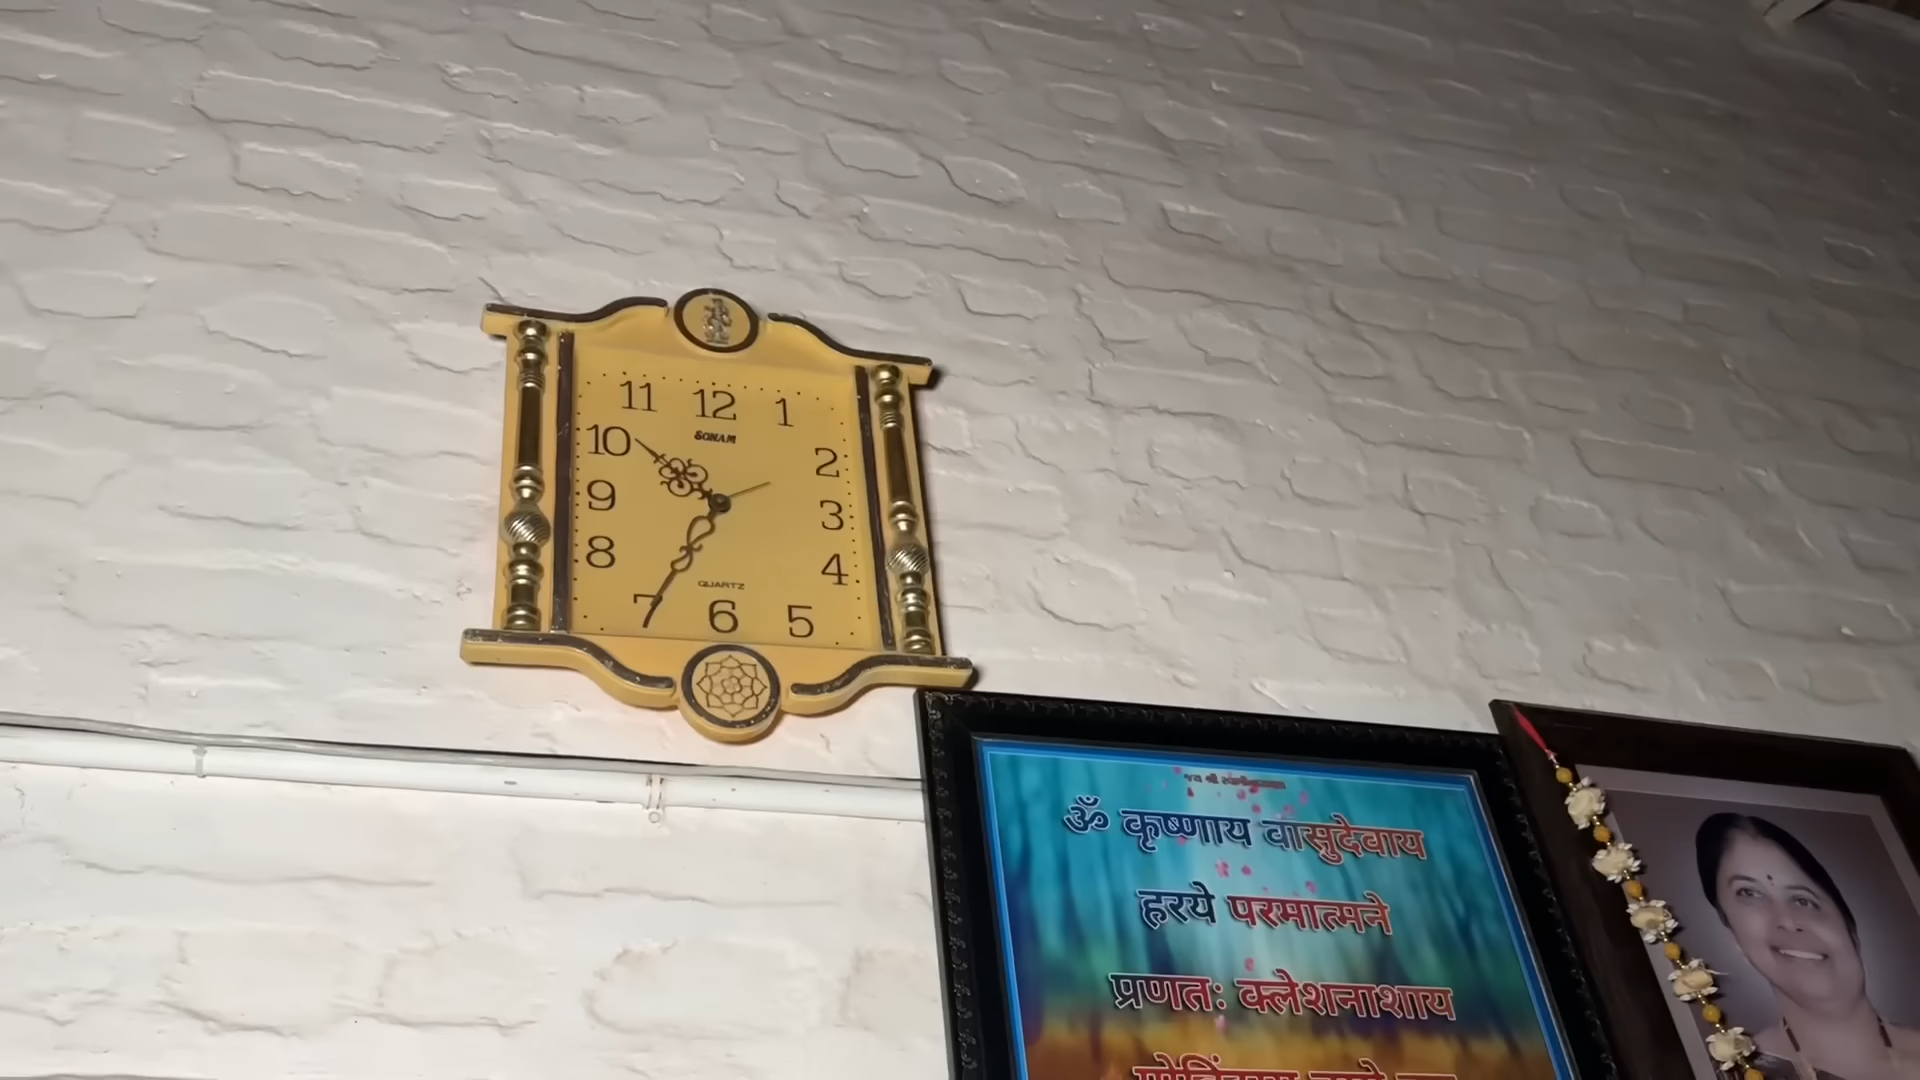 11 12 1
10 2
SONAM
9 3
8 4
QUARTZ
7 6 5
ॐ कृष्णाय वासुदेवाय
हरये परमात्मने
प्रणतः क्लेशनाशाय